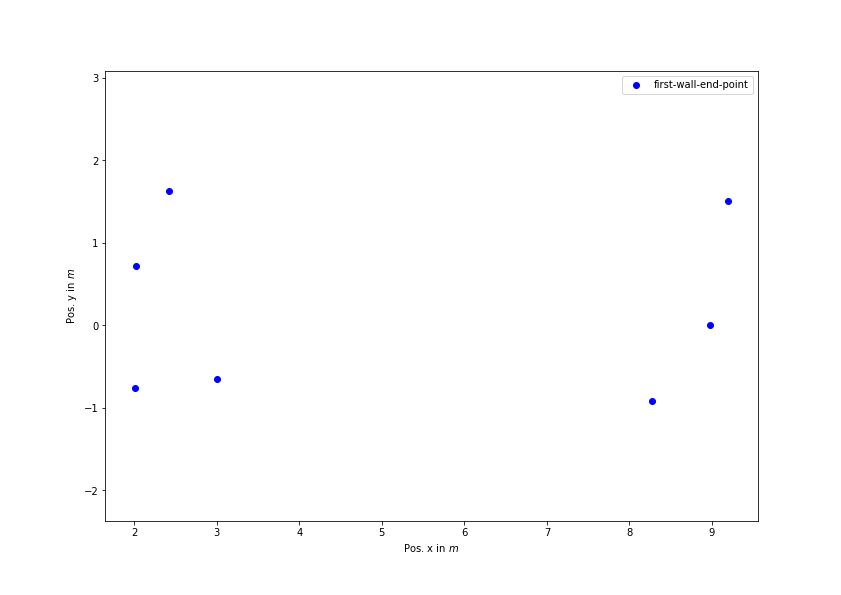 first-wall-end-point
3
2
1
0
−1
−2
Pos. y in m
2 3 4 5 6 7 8 9
Pos. x in m